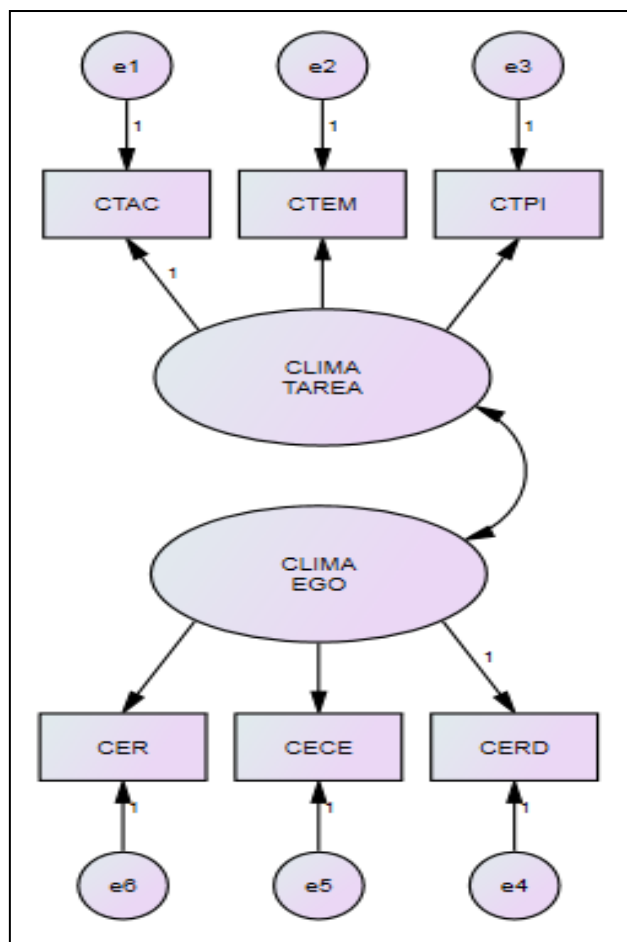 e1 e2 e3
1 1 1
CTAC CTEM CTPI
1
CLIMA
TAREA
CLIMA
EGO
1
CER CECE CERD
1 1 1
e6 e5 e4